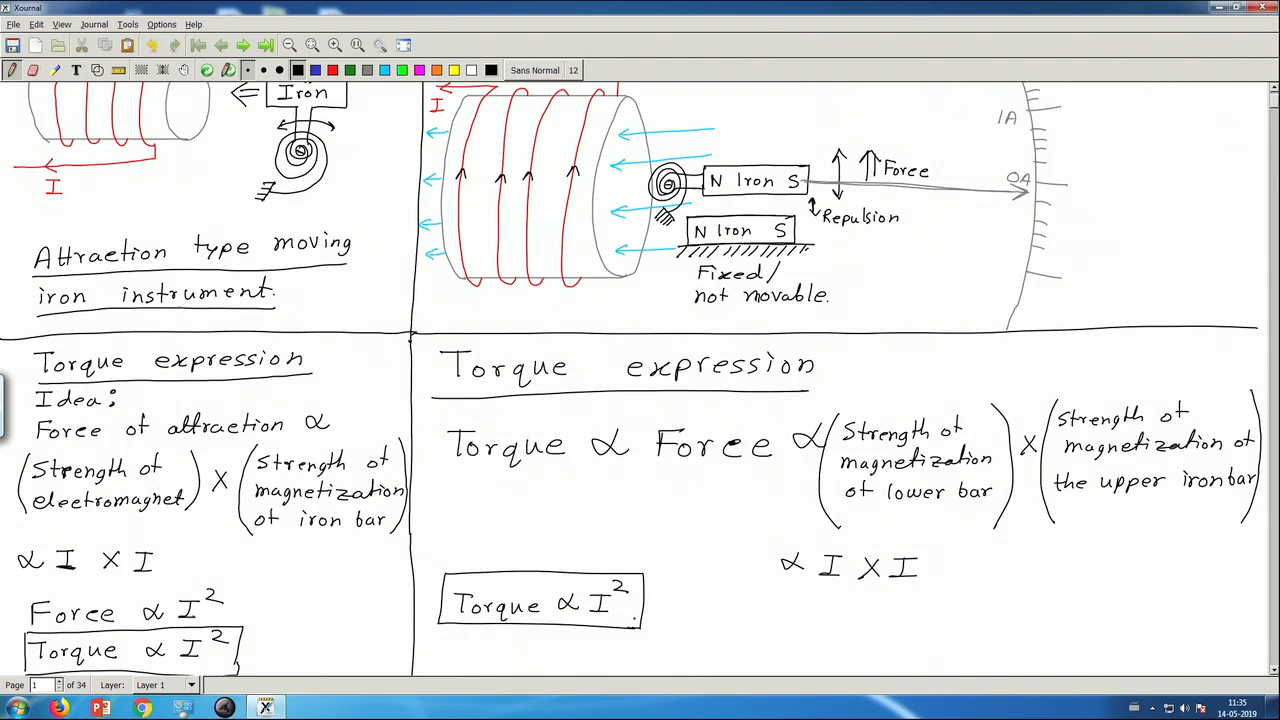 Xournal
File Edit View Journal Tools Options Help
Sans Normal 12
Iron
I
Attraction type moving
iron instrument.
I
N Iron S
Force
Repulsion
N Iron S
Fixed/
not movable.
1A
0A
Torque expression
Idea:
Force of attraction ∝
(Strength of electromagnet) × (Strength of magnetization of iron bar)
∝ I × I
Force ∝ I²
Torque ∝ I²
Torque expression
Torque ∝ Force ∝ (Strength of magnetization of lower bar) × (Strength of magnetization of the upper iron bar)
∝ I × I
Torque ∝ I².
Page 1 of 34 Layer: Layer 1
11:35
14-05-2019